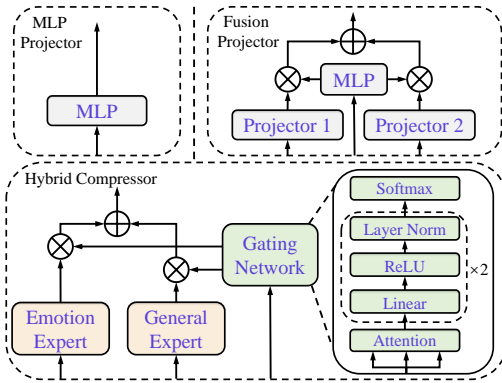 MLP
Projector
MLP
Fusion
Projector
MLP
Projector 1
Projector 2
Hybrid Compressor
Gating
Network
Emotion
Expert
General
Expert
Softmax
Layer Norm
ReLU
Linear
×2
Attention